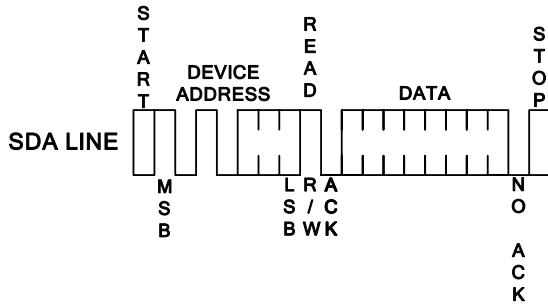 START
READ
STOP
DEVICE
ADDRESS
DATA
SDA LINE
MSB
LSB
R/W
ACK
NO ACK